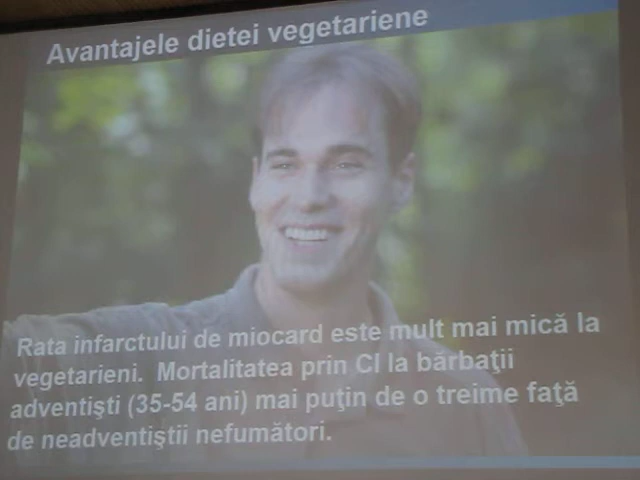 Avantajele dietei vegetariene
Rata infarctului de miocard este mult mai mică la
vegetarieni. Mortalitatea prin CI la bărbaţii
adventişti (35-54 ani) mai puţin de o treime faţă
de neadventiştii nefumători.